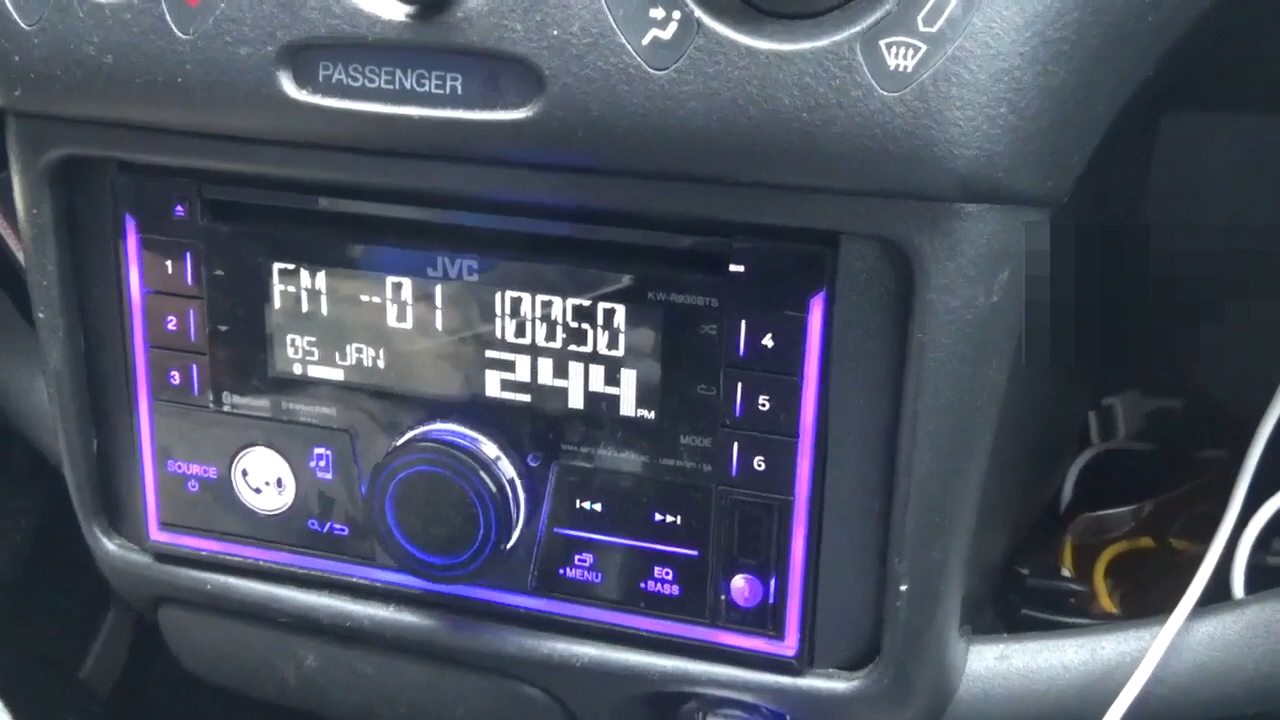 PASSENGER
JVC
KW-R930BTS
FM --01 10050
05 JAN
244 PM
1
2
3
4
5
6
MODE
Bluetooth
SOURCE
MENU
EQ
BASS